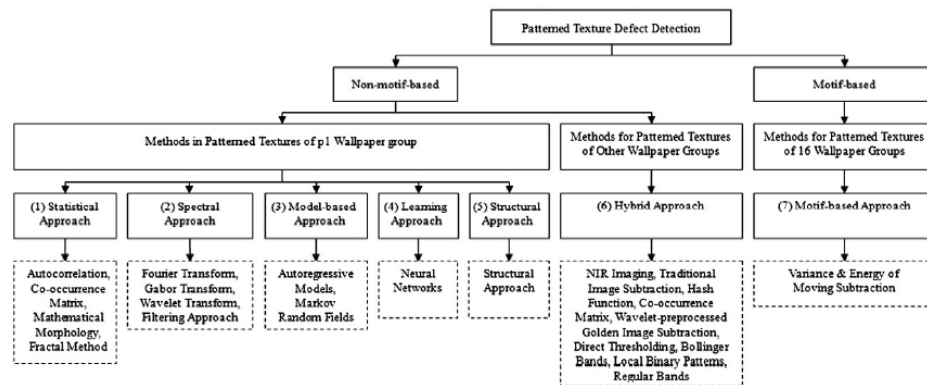 Patterned Texture Defect Detection
Non-motif-based
Motif-based
Methods in Patterned Textures of p1 Wallpaper group
Methods for Patterned Textures
of Other Wallpaper Groups
Methods for Patterned Textures
of 16 Wallpaper Groups
(1) Statistical
Approach
(2) Spectral
Approach
(3) Model-based
Approach
(4) Learning
Approach
(5) Structural
Approach
(6) Hybrid Approach
(7) Motif-based Approach
Autocorrelation,
Co-occurrence
Matrix,
Mathematical
Morphology,
Fractal Method
Fourier Transform,
Gabor Transform,
Wavelet Transform,
Filtering Approach
Autoregressive
Models,
Markov
Random Fields
Neural
Networks
Structural
Approach
NIR Imaging, Traditional
Image Subtraction, Hash
Function, Co-occurrence
Matrix, Wavelet-preprocessed
Golden Image Subtraction,
Direct Thresholding, Bollinger
Bands, Local Binary Patterns,
Regular Bands
Variance & Energy of
Moving Subtraction